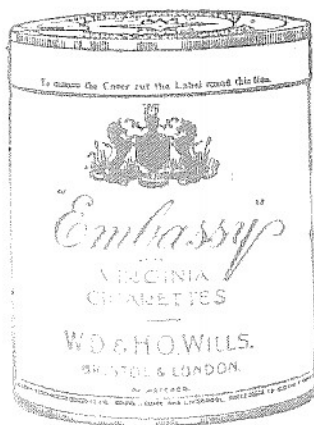 To remove the Cover cut the Label round this line.
"Embassy"
VIRGINIA
CIGARETTES
W.D. & H.O. WILLS.
BRISTOL & LONDON.